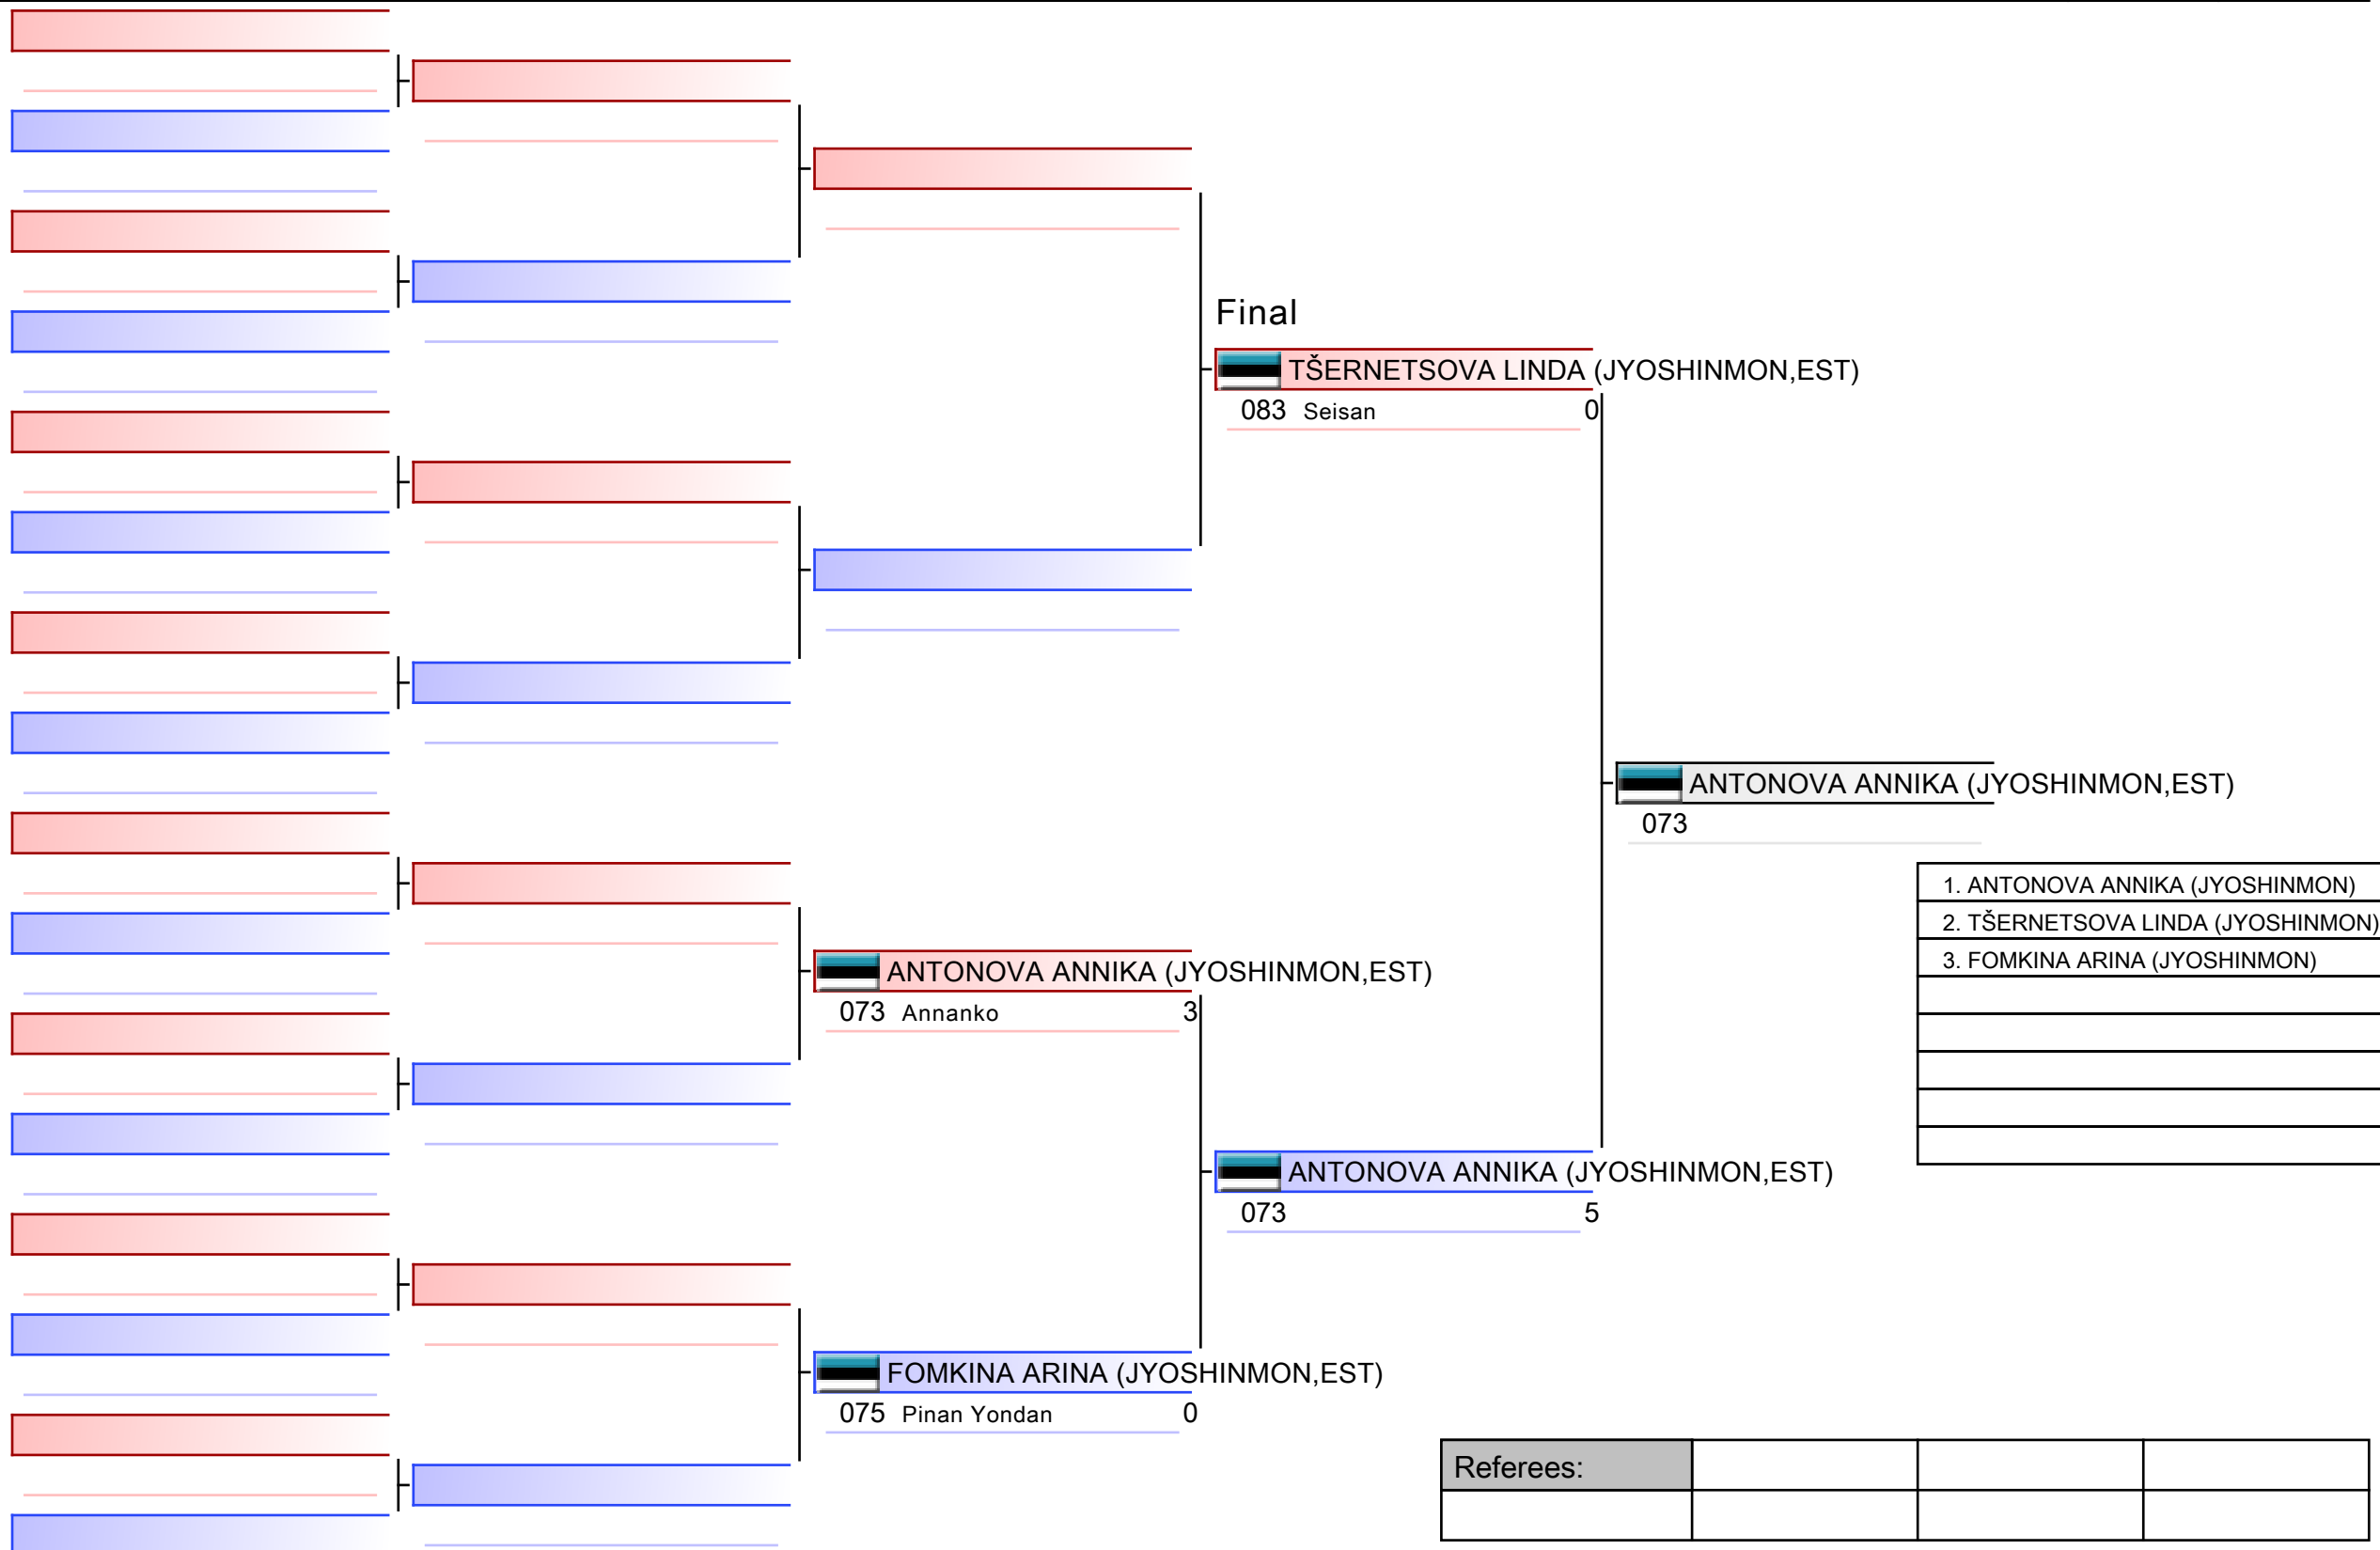 Final
TŠERNETSOVA LINDA (JYOSHINMON,EST)
083 Seisan 0
ANTONOVA ANNIKA (JYOSHINMON,EST)
073
1. ANTONOVA ANNIKA (JYOSHINMON)
2. TŠERNETSOVA LINDA (JYOSHINMON)
3. FOMKINA ARINA (JYOSHINMON)
ANTONOVA ANNIKA (JYOSHINMON,EST)
073 Annanko 3
ANTONOVA ANNIKA (JYOSHINMON,EST)
073 5
FOMKINA ARINA (JYOSHINMON,EST)
075 Pinan Yondan 0
Referees: